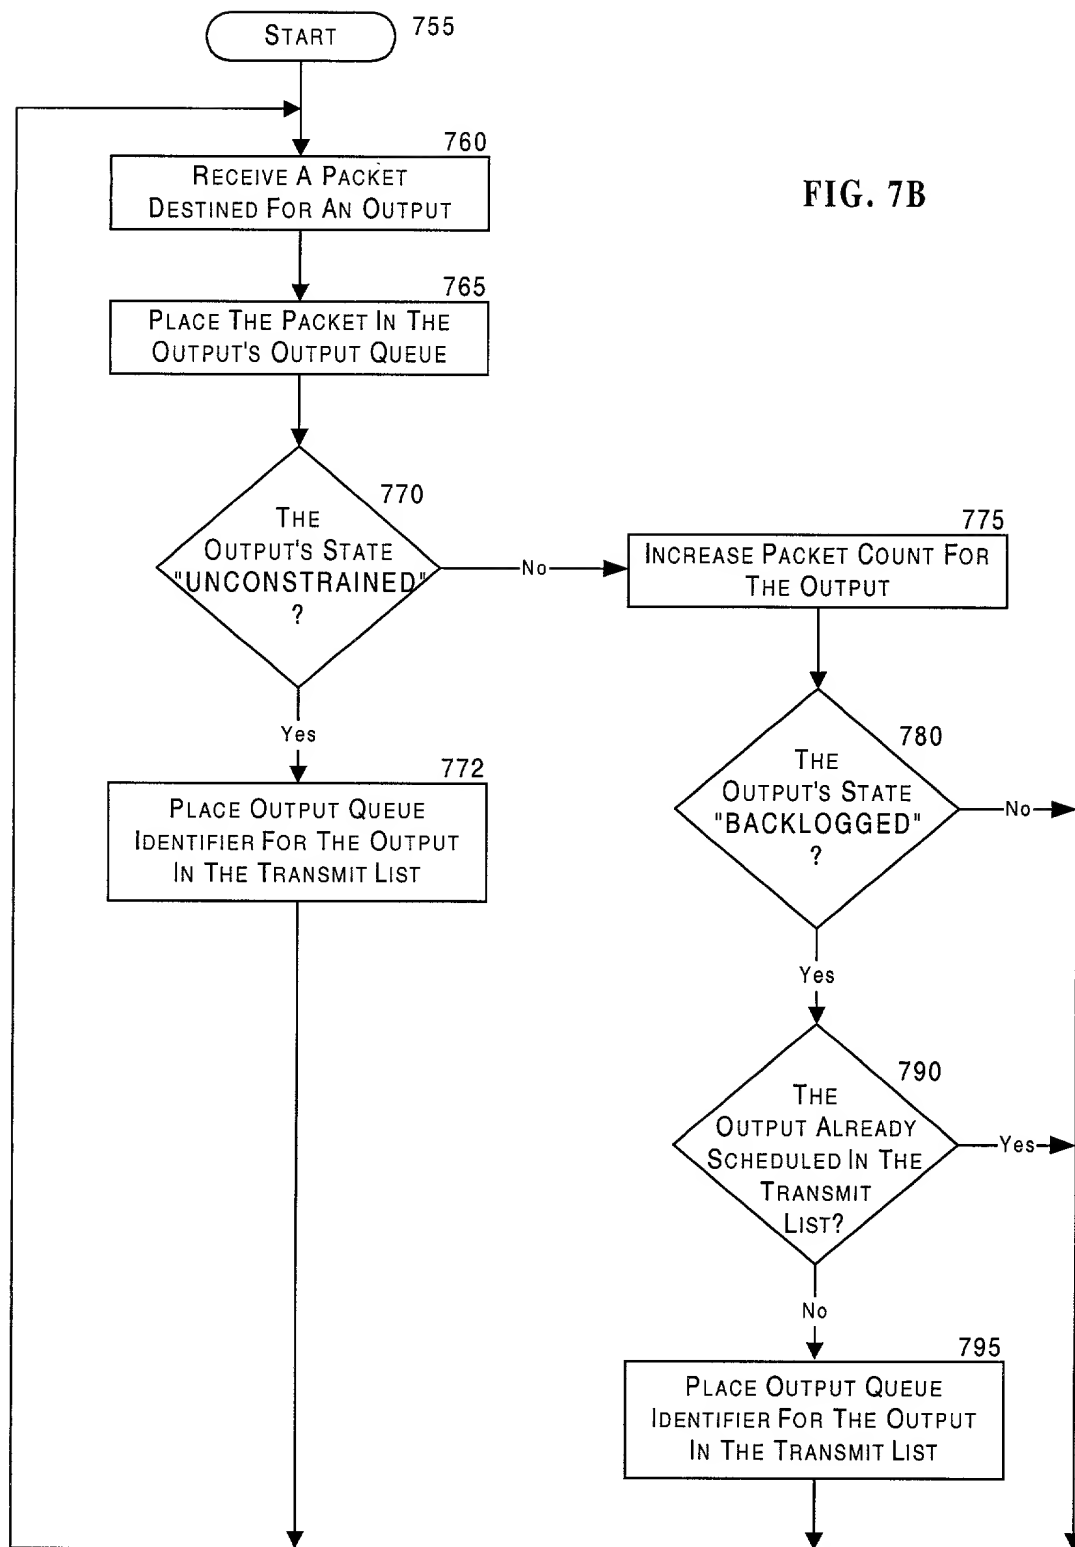 START 755
760
RECEIVE A PACKET
DESTINED FOR AN OUTPUT
FIG. 7B
765
PLACE THE PACKET IN THE
OUTPUT'S OUTPUT QUEUE
770
THE
OUTPUT'S STATE
"UNCONSTRAINED"
?
No
775
INCREASE PACKET COUNT FOR
THE OUTPUT
Yes
772
PLACE OUTPUT QUEUE
IDENTIFIER FOR THE OUTPUT
IN THE TRANSMIT LIST
780
THE
OUTPUT'S STATE
"BACKLOGGED"
?
No
Yes
790
THE
OUTPUT ALREADY
SCHEDULED IN THE
TRANSMIT
LIST?
Yes
No
795
PLACE OUTPUT QUEUE
IDENTIFIER FOR THE OUTPUT
IN THE TRANSMIT LIST